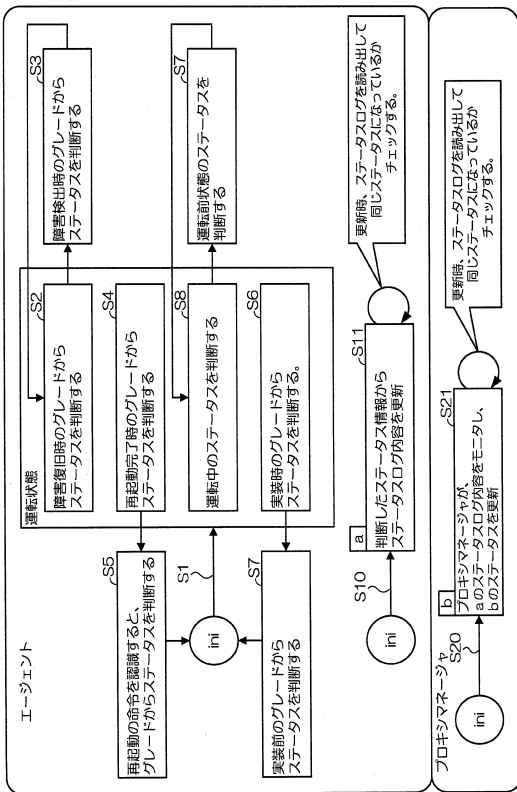 エージェント
運転状態
S2
障害復旧時のグレードから
ステータスを判断する
S3
障害検出時のグレードから
ステータスを判断する
S4
再起動完了時のグレードから
ステータスを判断する
S5
再起動の命令を認識すると、
グレードからステータスを判断する
S1
ini
S8
運転中のステータスを判断する
S7
運転前状態のステータスを
判断する
S6
実装時のグレードから
ステータスを判断する。
S7
実装前のグレードから
ステータスを判断する
ini
S10
a
S11
判断したステータス情報から
ステータスログ内容を更新
更新時、ステータスログを読み出して
同じステータスになっているか
チェックする。
プロキシマネージャ
ini
S20
b
S21
プロキシマネージャが、
aのステータスログ内容をモニタし、
bのステータスを更新
更新時、ステータスログを読み出して
同じステータスになっているか
チェックする。